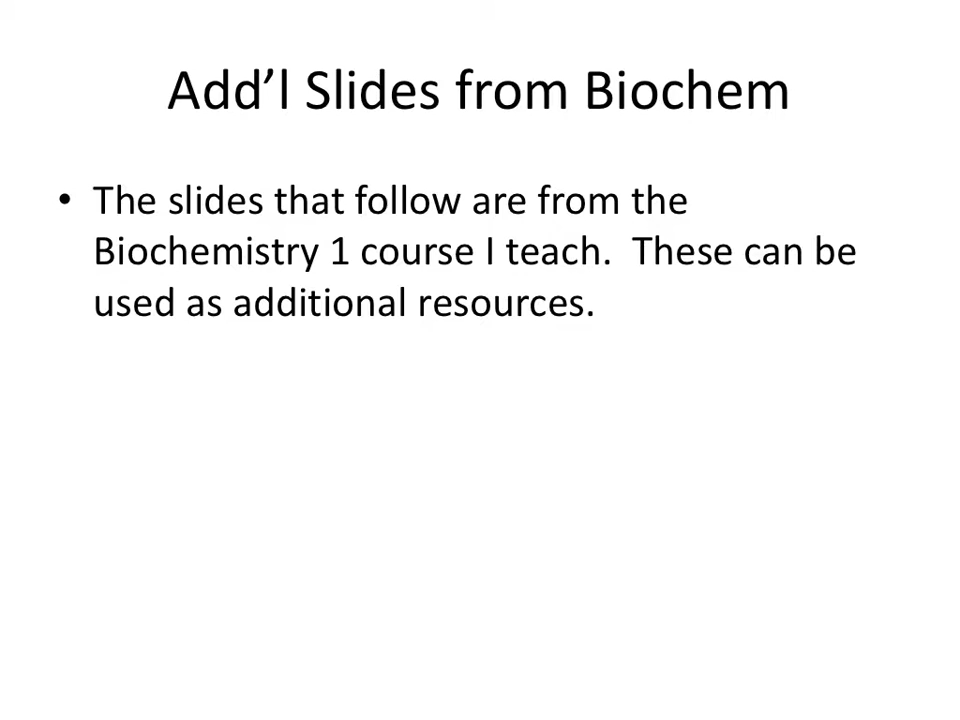 Add’l Slides from Biochem
• The slides that follow are from the
Biochemistry 1 course I teach.  These can be
used as additional resources.